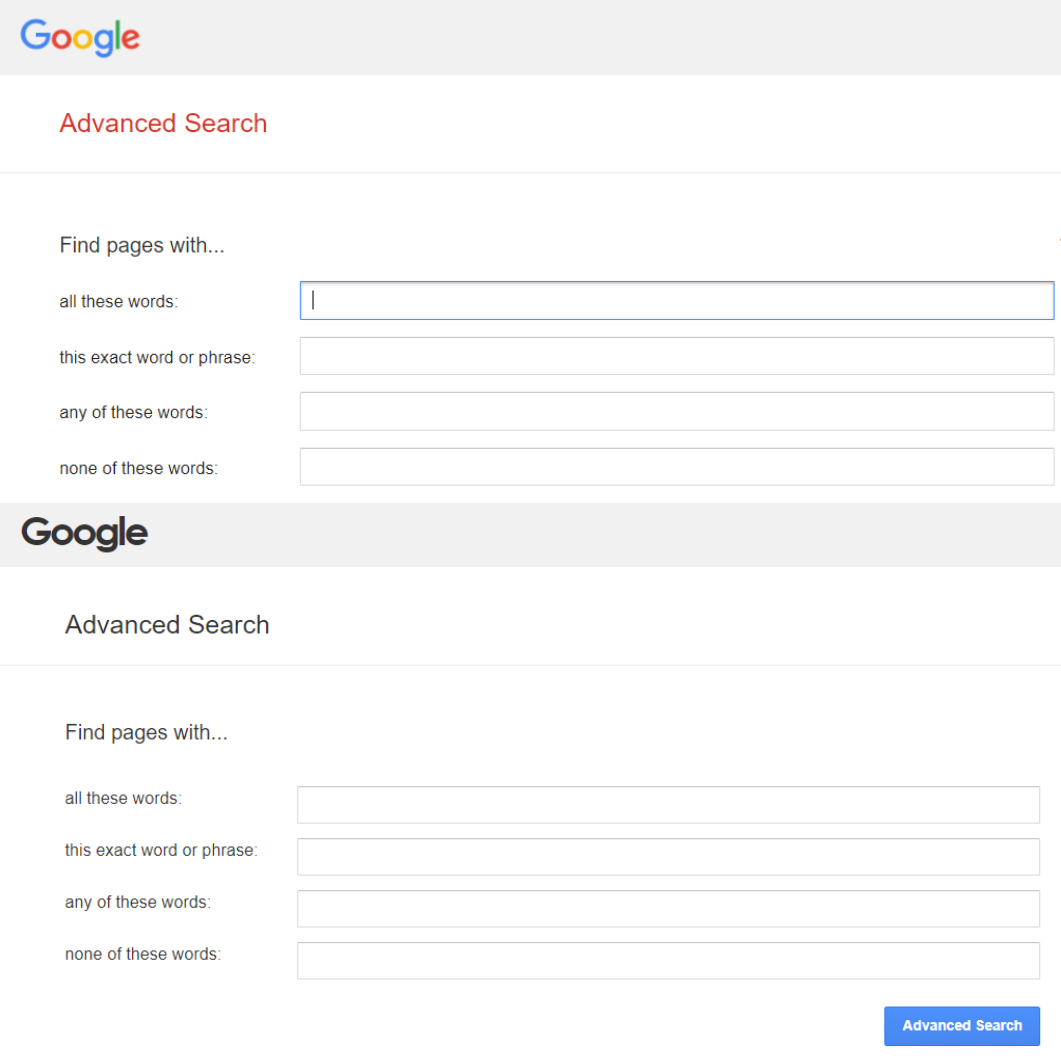 Google
Advanced Search
Find pages with...
all these words:
this exact word or phrase:
any of these words:
none of these words:
Google
Advanced Search
Find pages with...
all these words:
this exact word or phrase:
any of these words:
none of these words:
Advanced Search